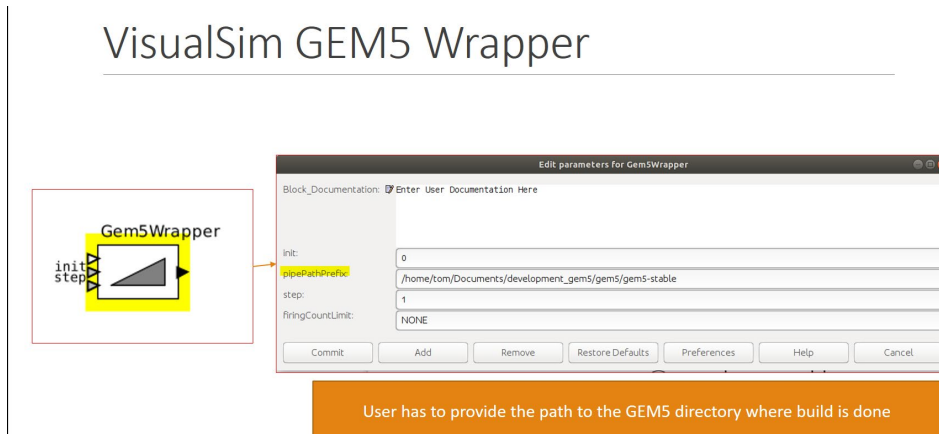 VisualSim GEM5 Wrapper
Edit parameters for Gem5Wrapper
Block_Documentation: Enter User Documentation Here
Gem5Wrapper
init
step
init:
0
pipePathPrefix:
/home/tom/Documents/development_gem5/gem5/gem5-stable
step:
1
firingCountLimit:
NONE
Commit Add Remove Restore Defaults Preferences Help Cancel
User has to provide the path to the GEM5 directory where build is done